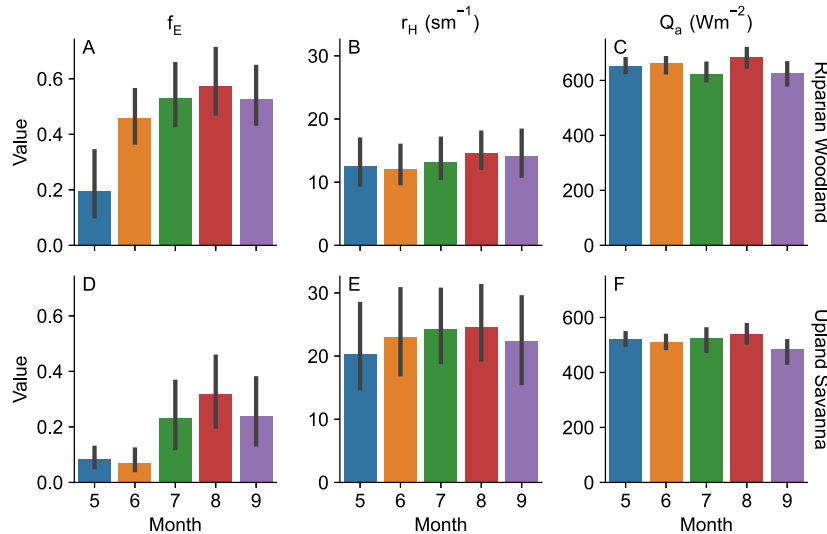 f_E
r_H (sm⁻¹)
Q_a (Wm⁻²)
A
B
C
Value
0.6
0.4
0.2
0.0
30
20
10
0
600
400
200
0
Riparian Woodland
D
E
F
Value
0.6
0.4
0.2
0.0
30
20
10
0
600
400
200
0
Upland Savanna
5 6 7 8 9
5 6 7 8 9
5 6 7 8 9
Month
Month
Month